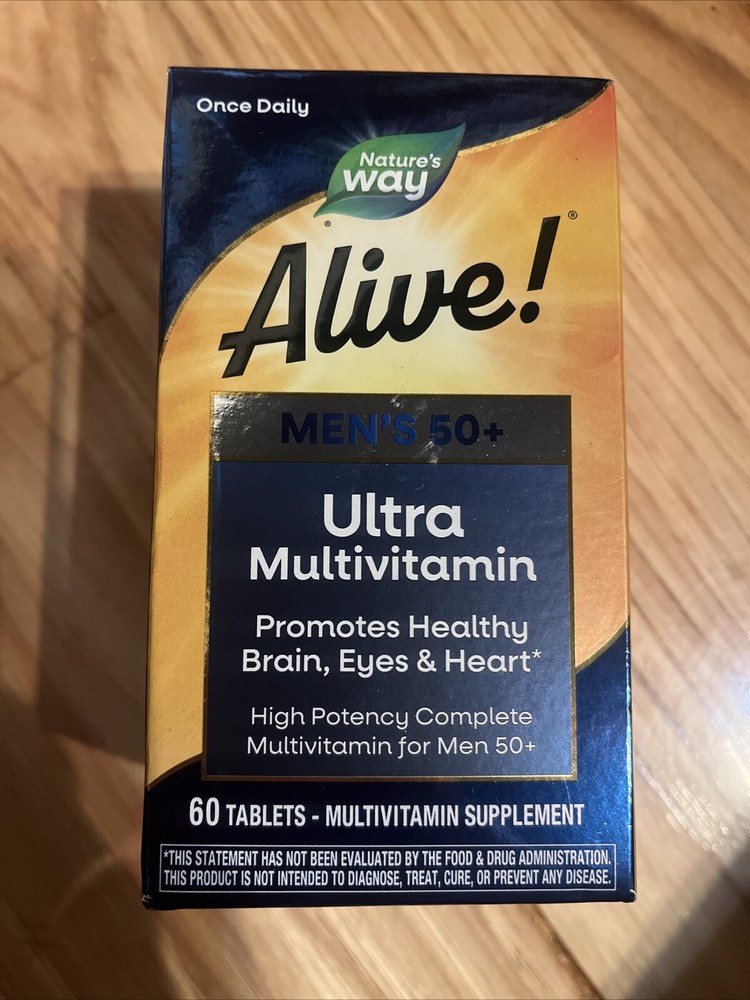 Once Daily
Nature's
way
®
Alive!
®
MEN'S 50+
Ultra
Multivitamin
Promotes Healthy
Brain, Eyes & Heart*
High Potency Complete
Multivitamin for Men 50+
60 TABLETS - MULTIVITAMIN SUPPLEMENT
*THIS STATEMENT HAS NOT BEEN EVALUATED BY THE FOOD & DRUG ADMINISTRATION.
THIS PRODUCT IS NOT INTENDED TO DIAGNOSE, TREAT, CURE, OR PREVENT ANY DISEASE.